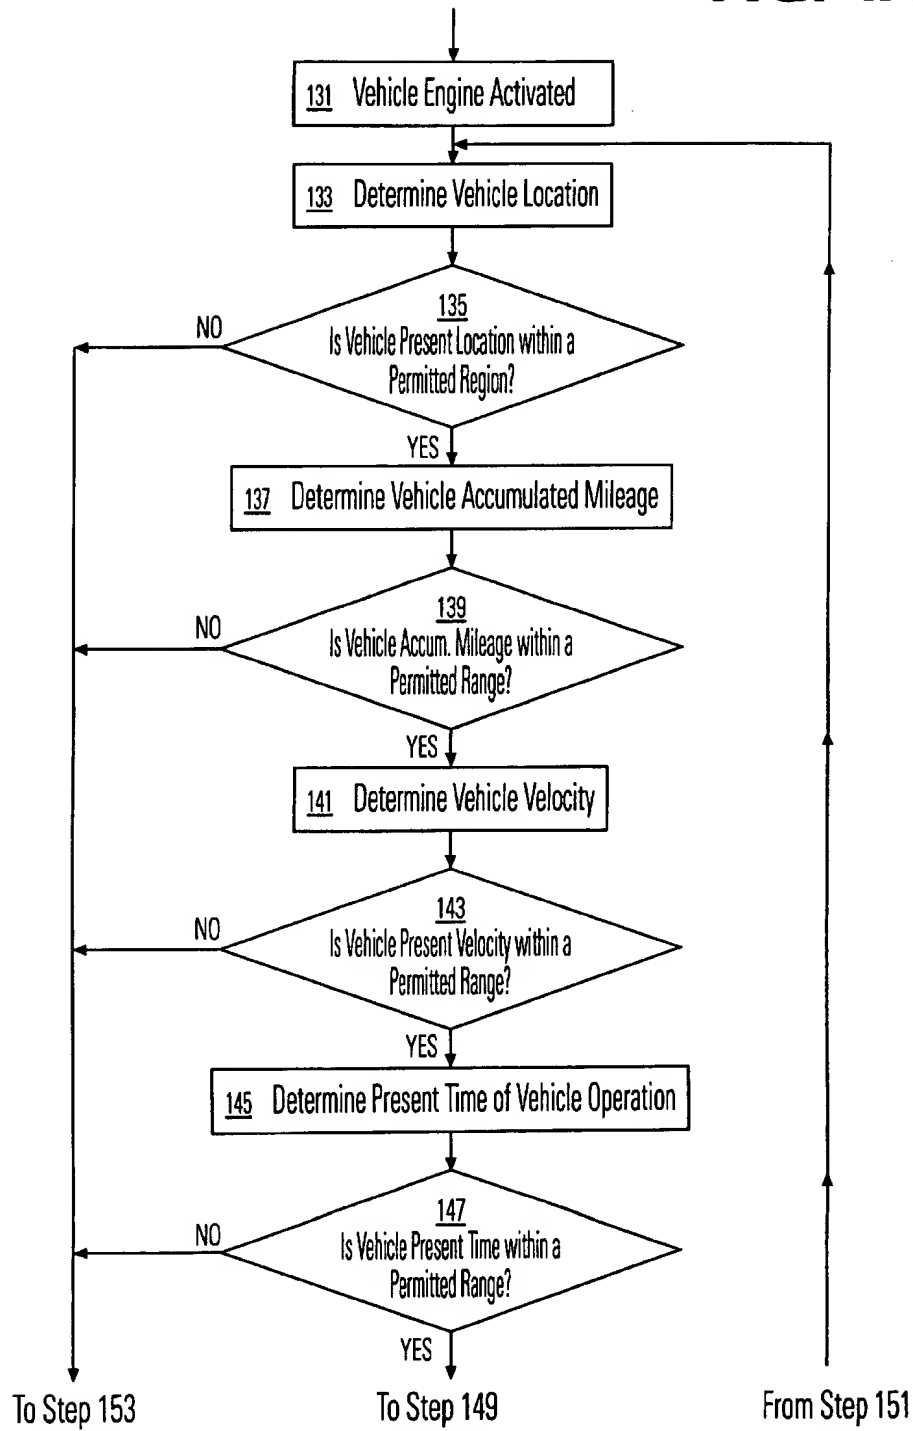 131 Vehicle Engine Activated
133 Determine Vehicle Location
135
Is Vehicle Present Location within a
Permitted Region?
NO
YES
137 Determine Vehicle Accumulated Mileage
139
Is Vehicle Accum. Mileage within a
Permitted Range?
NO
YES
141 Determine Vehicle Velocity
143
Is Vehicle Present Velocity within a
Permitted Range?
NO
YES
145 Determine Present Time of Vehicle Operation
147
Is Vehicle Present Time within a
Permitted Range?
NO
YES
To Step 153
To Step 149
From Step 151